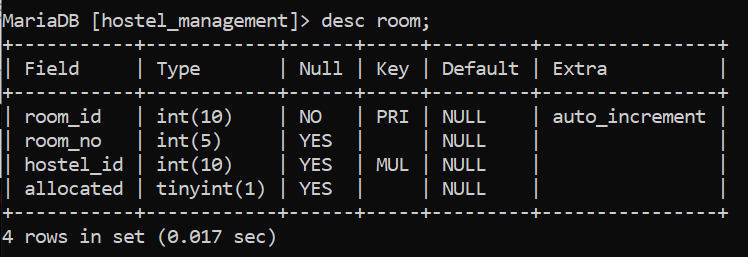 MariaDB [hostel_management]> desc room;
+-----------+------------+------+-----+---------+----------------+
| Field     | Type       | Null | Key | Default | Extra          |
+-----------+------------+------+-----+---------+----------------+
| room_id   | int(10)    | NO   | PRI | NULL    | auto_increment |
| room_no   | int(5)     | YES  |     | NULL    |                |
| hostel_id | int(10)    | YES  | MUL | NULL    |                |
| allocated | tinyint(1) | YES  |     | NULL    |                |
+-----------+------------+------+-----+---------+----------------+
4 rows in set (0.017 sec)